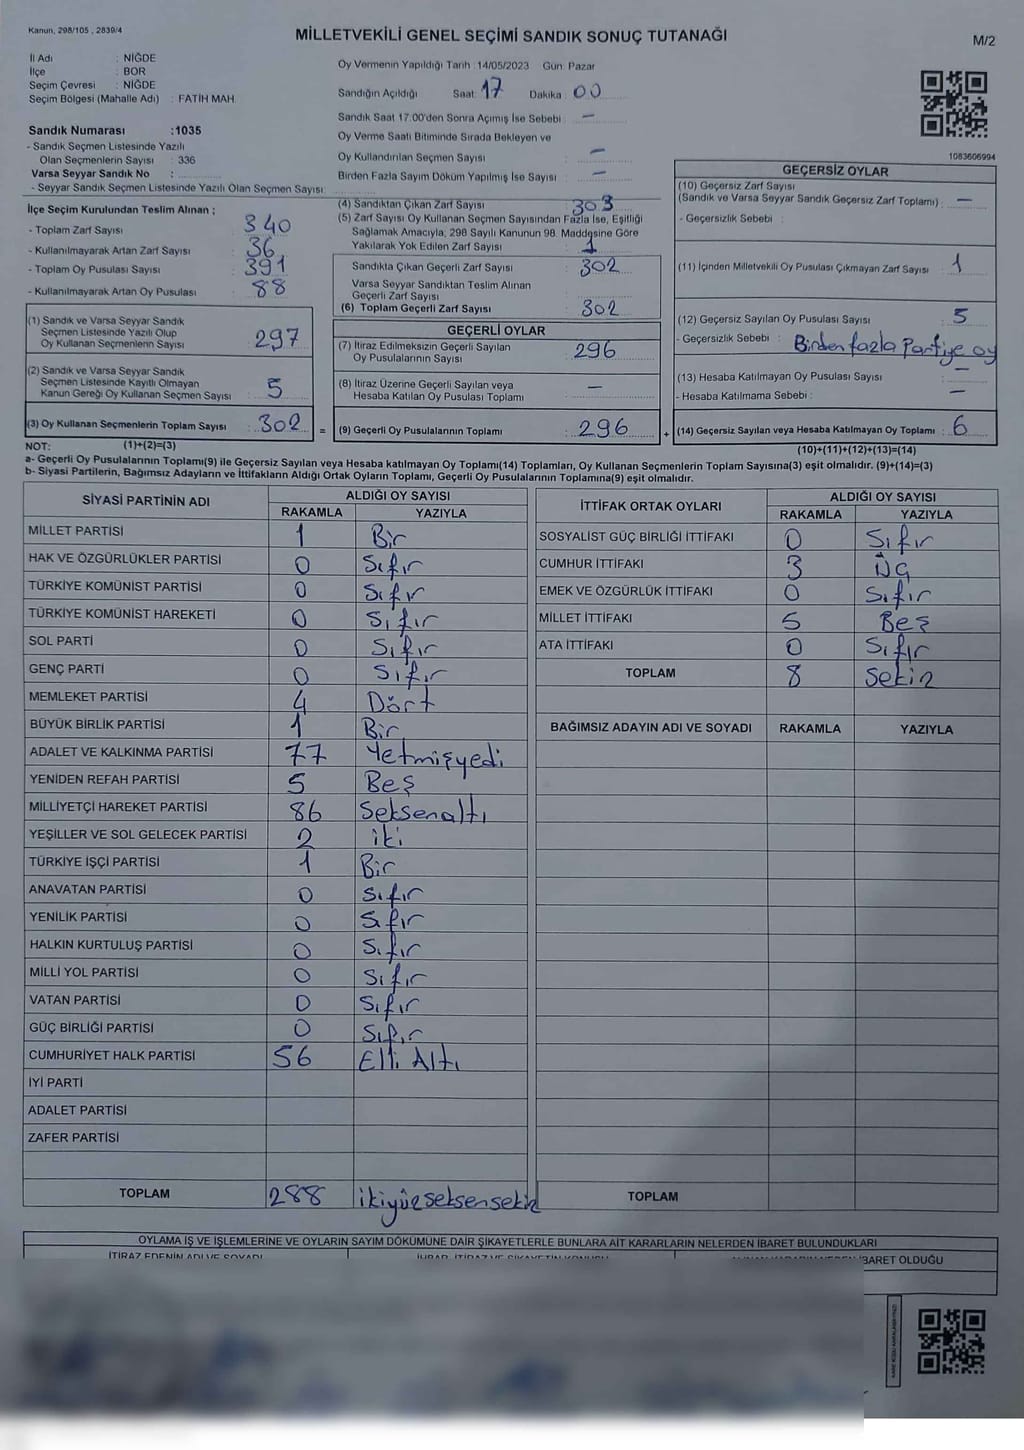 Kanun, 298/105 , 2839/4
MİLLETVEKİLİ GENEL SEÇİMİ SANDIK SONUÇ TUTANAĞI
M/2
İl Adı : NİĞDE
İlçe : BOR
Seçim Çevresi : NİĞDE
Seçim Bölgesi (Mahalle Adı) : FATİH MAH.
Sandık Numarası :1035
- Sandık Seçmen Listesinde Yazılı
Olan Seçmenlerin Sayısı : 336
Varsa Seyyar Sandık No :
- Seyyar Sandık Seçmen Listesinde Yazılı Olan Seçmen Sayısı:
Oy Vermenin Yapıldığı Tarih :14/05/2023 Gün: Pazar
Sandığın Açıldığı Saat: 17 Dakika : 00
Sandık Saat 17.00'den Sonra Açımış İse Sebebi : –
Oy Verme Saati Bitiminde Sırada Bekleyen ve
Oy Kullandırılan Seçmen Sayısı : –
Birden Fazla Sayım Döküm Yapılmış İse Sayısı : –
1083606994
İlçe Seçim Kurulundan Teslim Alınan ;
- Toplam Zarf Sayısı : 340
- Kullanılmayarak Artan Zarf Sayısı : 36
- Toplam Oy Pusulası Sayısı : 391
- Kullanılmayarak Artan Oy Pusulası : 88
(1) Sandık ve Varsa Seyyar Sandık
Seçmen Listesinde Yazılı Olup
Oy Kullanan Seçmenlerin Sayısı : 297
(2) Sandık ve Varsa Seyyar Sandık
Seçmen Listesinde Kayıtlı Olmayan
Kanun Gereği Oy Kullanan Seçmen Sayısı : 5
(3) Oy Kullanan Seçmenlerin Toplam Sayısı : 302 =
NOT: (1)+(2)=(3)
(4) Sandıktan Çıkan Zarf Sayısı : 303
(5) Zarf Sayısı Oy Kullanan Seçmen Sayısından Fazla İse, Eşitliği
Sağlamak Amacıyla; 298 Sayılı Kanunun 98. Maddesine Göre
Yakılarak Yok Edilen Zarf Sayısı : 1
Sandıkta Çıkan Geçerli Zarf Sayısı : 302
Varsa Seyyar Sandıktan Teslim Alınan
Geçerli Zarf Sayısı :
(6) Toplam Geçerli Zarf Sayısı : 302
GEÇERLİ OYLAR
(7) İtiraz Edilmeksizin Geçerli Sayılan
Oy Pusulalarının Sayısı : 296
(8) İtiraz Üzerine Geçerli Sayılan veya
Hesaba Katılan Oy Pusulası Toplamı : –
(9) Geçerli Oy Pusulalarının Toplamı : 296 +
GEÇERSİZ OYLAR
(10) Geçersiz Zarf Sayısı
(Sandık ve Varsa Seyyar Sandık Geçersiz Zarf Toplamı) : –
- Geçersizlik Sebebi :
(11) İçinden Milletvekili Oy Pusulası Çıkmayan Zarf Sayısı : 1
(12) Geçersiz Sayılan Oy Pusulası Sayısı : 5
- Geçersizlik Sebebi : Birden fazla Partiye oy
(13) Hesaba Katılmayan Oy Pusulası Sayısı : –
- Hesaba Katılmama Sebebi : –
(14) Geçersiz Sayılan veya Hesaba Katılmayan Oy Toplamı : 6
(10)+(11)+(12)+(13)=(14)
a- Geçerli Oy Pusulalarının Toplamı(9) ile Geçersiz Sayılan veya Hesaba katılmayan Oy Toplamı(14) Toplamları, Oy Kullanan Seçmenlerin Toplam Sayısına(3) eşit olmalıdır. (9)+(14)=(3)
b- Siyasi Partilerin, Bağımsız Adayların ve İttifakların Aldığı Ortak Oyların Toplamı, Geçerli Oy Pusulalarının Toplamına(9) eşit olmalıdır.
SİYASİ PARTİNİN ADI ALDIĞI OY SAYISI
RAKAMLA YAZIYLA
MİLLET PARTİSİ 1 Bir
HAK VE ÖZGÜRLÜKLER PARTİSİ 0 Sıfır
TÜRKİYE KOMÜNİST PARTİSİ 0 Sıfır
TÜRKİYE KOMÜNİST HAREKETİ 0 Sıfır
SOL PARTİ 0 Sıfır
GENÇ PARTİ 0 Sıfır
MEMLEKET PARTİSİ 4 Dört
BÜYÜK BİRLİK PARTİSİ 1 Bir
ADALET VE KALKINMA PARTİSİ 77 Yetmişyedi
YENİDEN REFAH PARTİSİ 5 Beş
MİLLİYETÇİ HAREKET PARTİSİ 86 Seksenaltı
YEŞİLLER VE SOL GELECEK PARTİSİ 2 iki
TÜRKİYE İŞÇİ PARTİSİ 1 Bir
ANAVATAN PARTİSİ 0 Sıfır
YENİLİK PARTİSİ 0 Sıfır
HALKIN KURTULUŞ PARTİSİ 0 Sıfır
MİLLİ YOL PARTİSİ 0 Sıfır
VATAN PARTİSİ 0 Sıfır
GÜÇ BİRLİĞİ PARTİSİ 0 Sıfır
CUMHURİYET HALK PARTİSİ 56 Elli Altı
İYİ PARTİ
ADALET PARTİSİ
ZAFER PARTİSİ
TOPLAM 288 ikiyüzseksensekiz
İTTİFAK ORTAK OYLARI ALDIĞI OY SAYISI
RAKAMLA YAZIYLA
SOSYALİST GÜÇ BİRLİĞİ İTTİFAKI 0 Sıfır
CUMHUR İTTİFAKI 3 Üç
EMEK VE ÖZGÜRLÜK İTTİFAKI 0 Sıfır
MİLLET İTTİFAKI 5 Beş
ATA İTTİFAKI 0 Sıfır
TOPLAM 8 Sekiz
BAĞIMSIZ ADAYIN ADI VE SOYADI RAKAMLA YAZIYLA
TOPLAM
OYLAMA İŞ VE İŞLEMLERİNE VE OYLARIN SAYIM DÖKÜMÜNE DAİR ŞİKAYETLERLE BUNLARA AİT KARARLARIN NELERDEN İBARET BULUNDUKLARI
İTİRAZ EDENİN ADI VE SOYADI
İBARET OLDUĞU